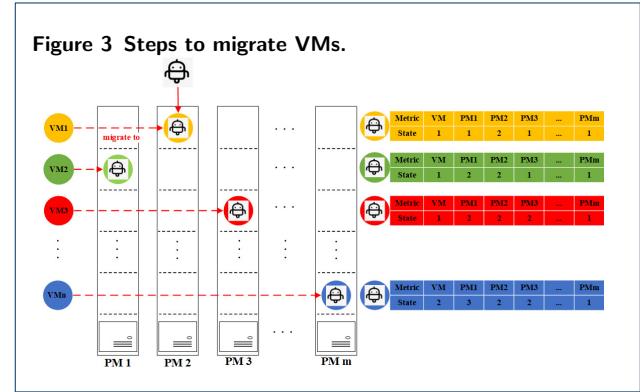 Figure 3 Steps to migrate VMs.
VM1
migrate to
. . .
Metric VM PM1 PM2 PM3 ... PMm
State 1 1 2 1 ... 1
VM2
Metric VM PM1 PM2 PM3 ... PMm
State 1 2 2 1 ... 1
VM3
. . .
Metric VM PM1 PM2 PM3 ... PMm
State 1 2 2 2 ... 1
VMn
Metric VM PM1 PM2 PM3 ... PMm
State 2 3 2 2 ... 1
. . .
PM 1 PM 2 PM 3 PM m